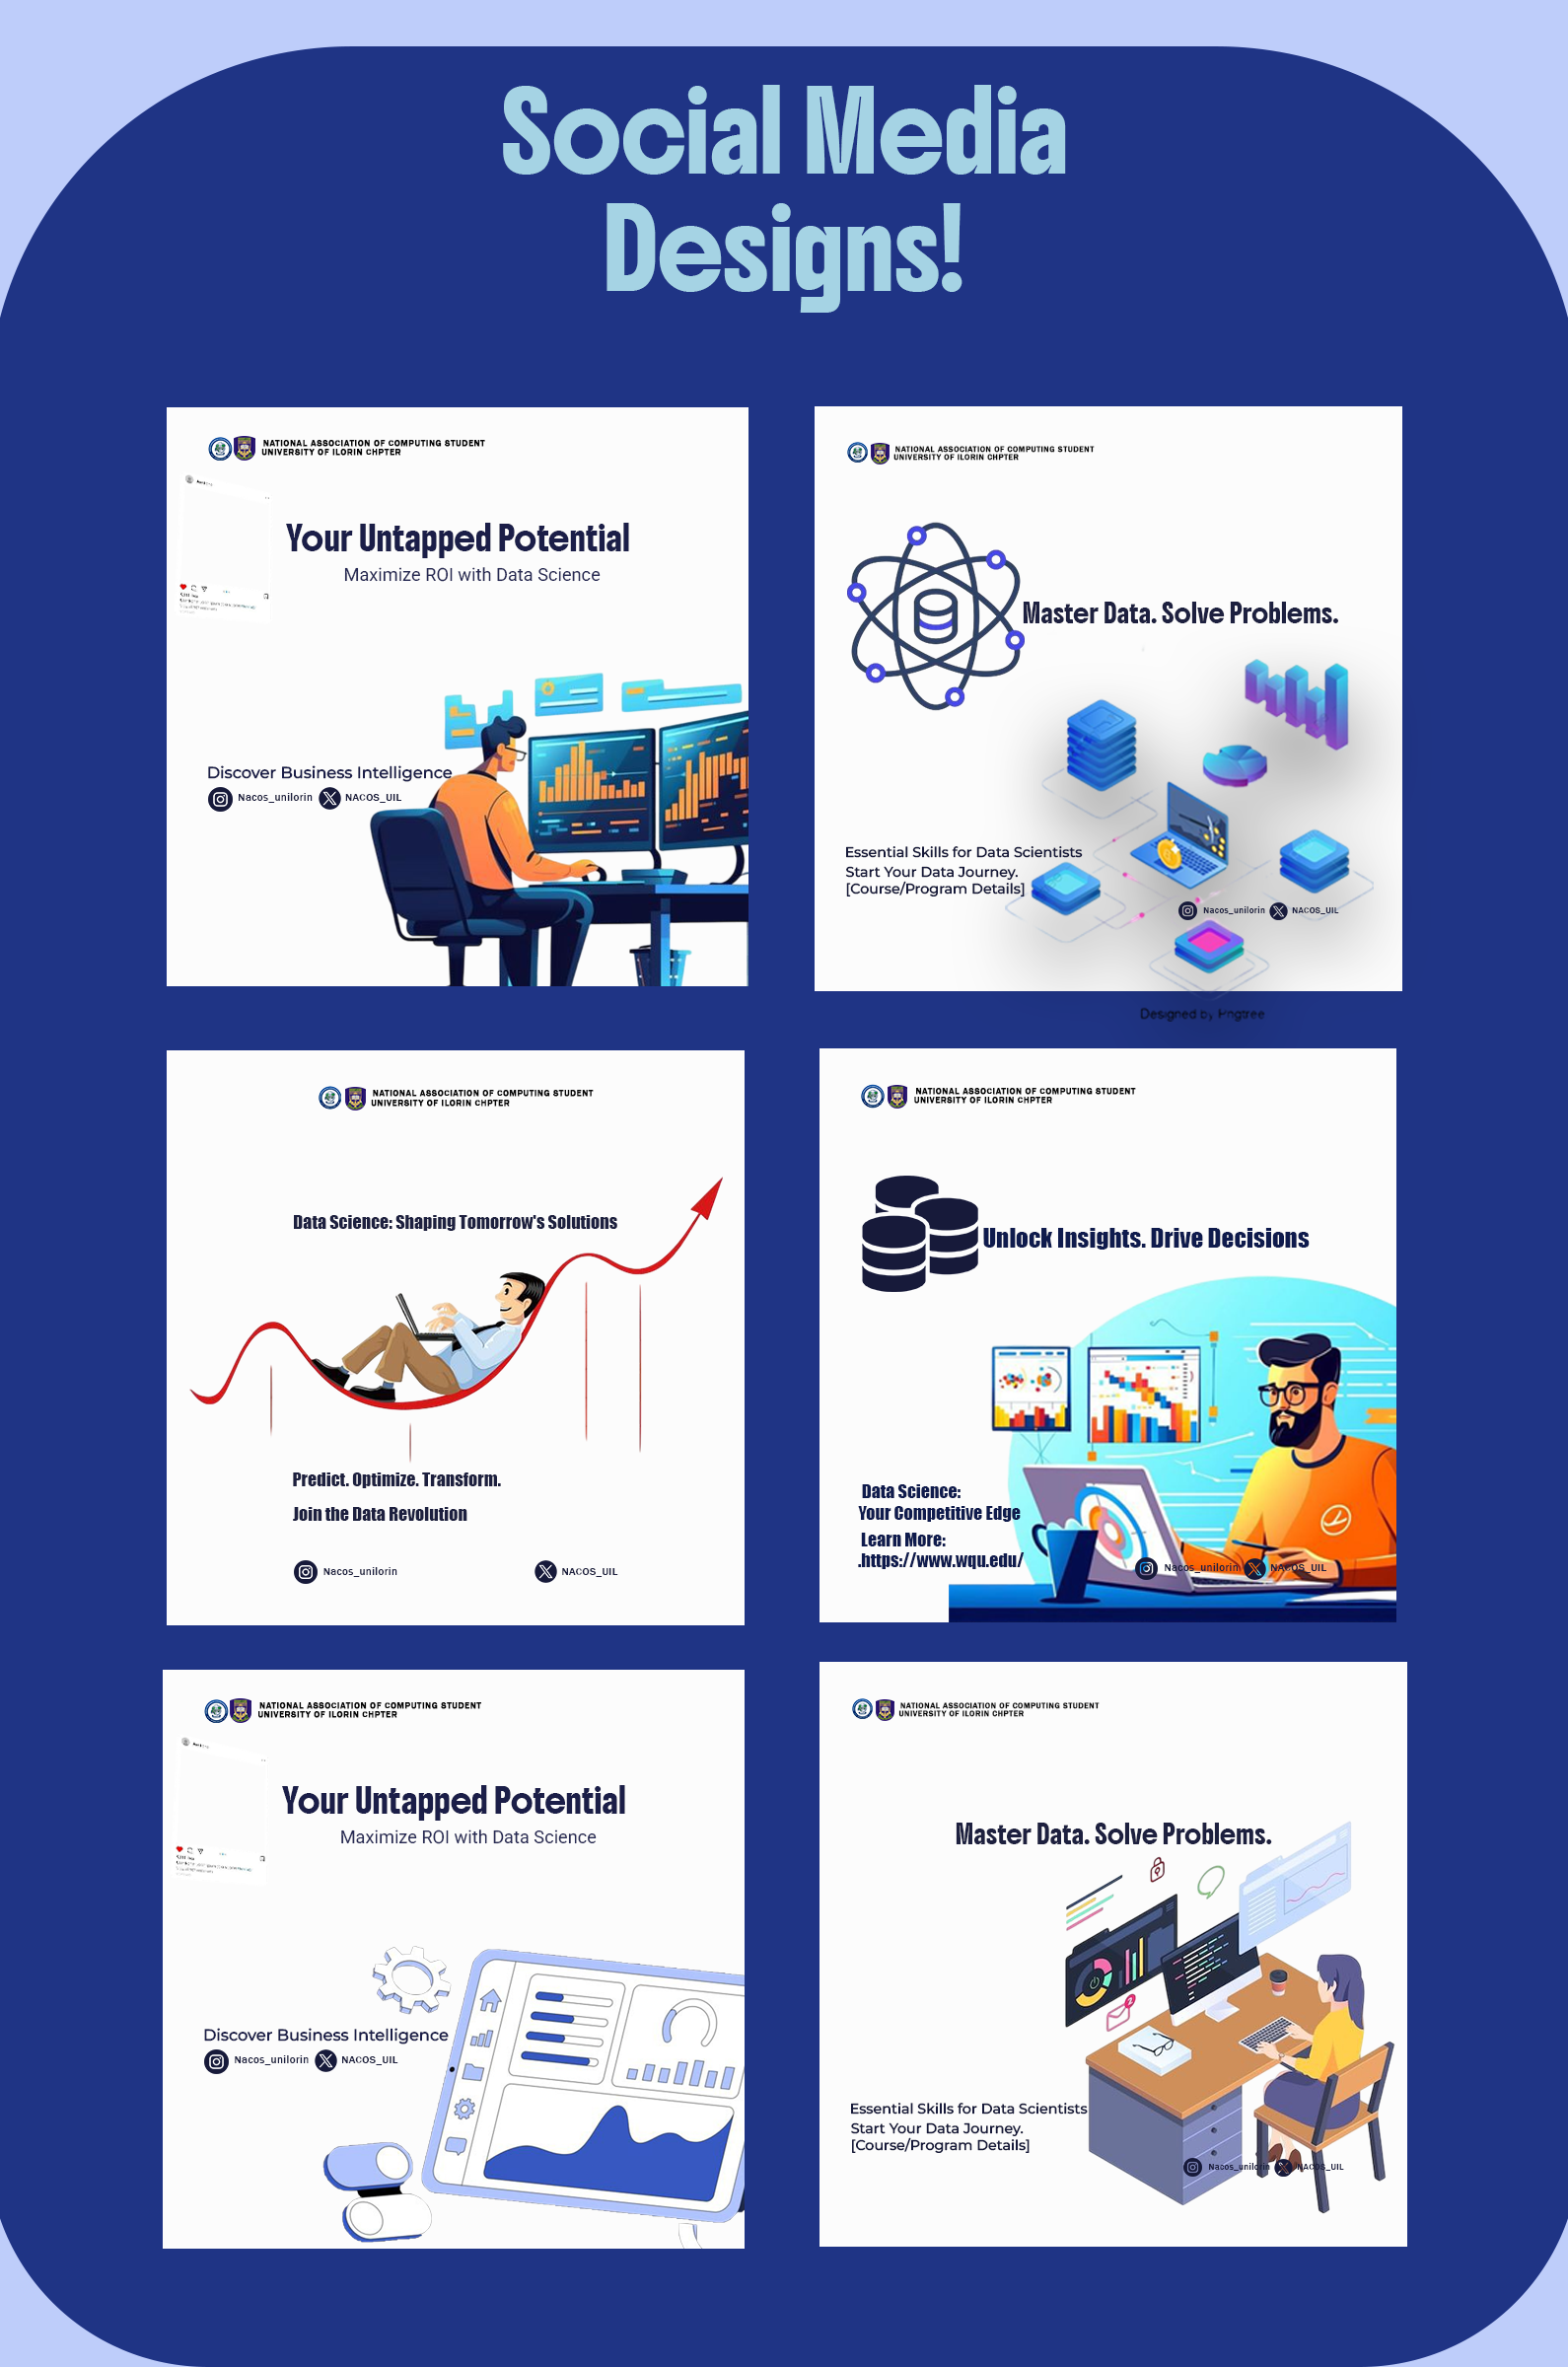 Social Media
Designs!
NATIONAL ASSOCIATION OF COMPUTING STUDENT
UNIVERSITY OF ILORIN CHPTER
Your Untapped Potential
Maximize ROI with Data Science
Discover Business Intelligence
Nacos_unilorin NACOS_UIL
NATIONAL ASSOCIATION OF COMPUTING STUDENT
UNIVERSITY OF ILORIN CHPTER
Master Data. Solve Problems.
Essential Skills for Data Scientists
Start Your Data Journey.
[Course/Program Details]
Nacos_unilorin NACOS_UIL
Designed by Pngtree
NATIONAL ASSOCIATION OF COMPUTING STUDENT
UNIVERSITY OF ILORIN CHPTER
Data Science: Shaping Tomorrow's Solutions
Predict. Optimize. Transform.
Join the Data Revolution
Nacos_unilorin NACOS_UIL
NATIONAL ASSOCIATION OF COMPUTING STUDENT
UNIVERSITY OF ILORIN CHPTER
Unlock Insights. Drive Decisions
Data Science:
Your Competitive Edge
Learn More:
.https://www.wqu.edu/
Nacos_unilorin NACOS_UIL
NATIONAL ASSOCIATION OF COMPUTING STUDENT
UNIVERSITY OF ILORIN CHPTER
Your Untapped Potential
Maximize ROI with Data Science
Discover Business Intelligence
Nacos_unilorin NACOS_UIL
NATIONAL ASSOCIATION OF COMPUTING STUDENT
UNIVERSITY OF ILORIN CHPTER
Master Data. Solve Problems.
2
Essential Skills for Data Scientists
Start Your Data Journey.
[Course/Program Details]
Nacos_unilorin NACOS_UIL